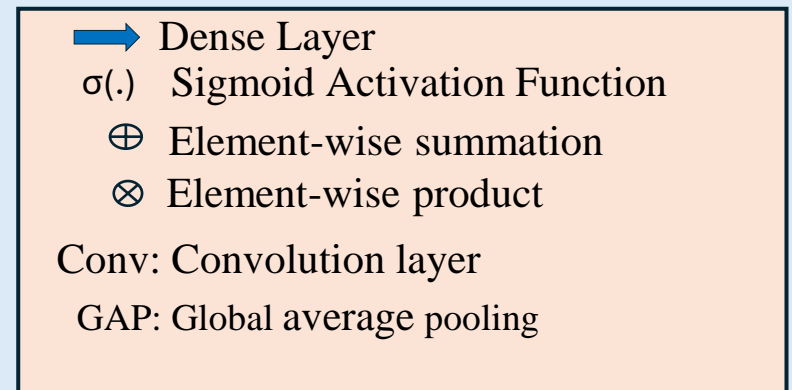 Dense Layer
σ(.) Sigmoid Activation Function
⊕ Element-wise summation
⊗ Element-wise product
Conv: Convolution layer
GAP: Global average pooling